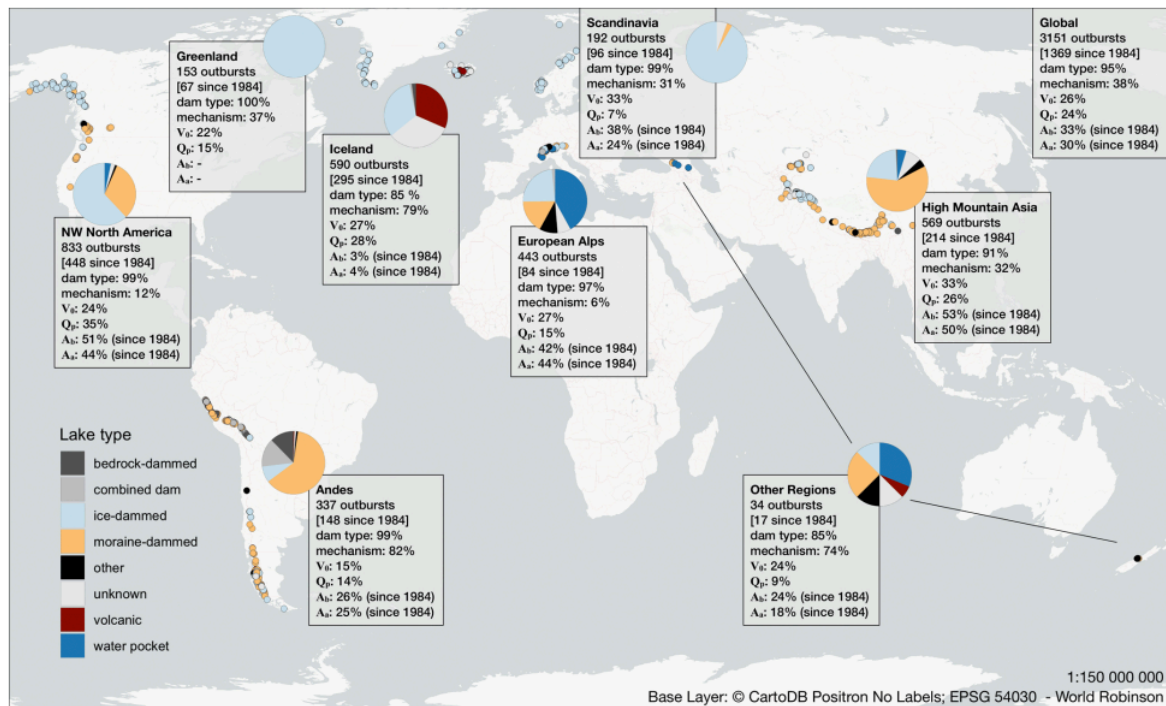 Greenland
153 outbursts
[67 since 1984]
dam type: 100%
mechanism: 37%
V₀: 22%
Qₚ: 15%
A_b: -
Aₐ: -
Scandinavia
192 outbursts
[96 since 1984]
dam type: 99%
mechanism: 31%
V₀: 33%
Qₚ: 7%
A_b: 38% (since 1984)
Aₐ: 24% (since 1984)
Global
3151 outbursts
[1369 since 1984]
dam type: 95%
mechanism: 38%
V₀: 26%
Qₚ: 24%
A_b: 33% (since 1984)
Aₐ: 30% (since 1984)
Iceland
590 outbursts
[295 since 1984]
dam type: 85 %
mechanism: 79%
V₀: 27%
Qₚ: 28%
A_b: 3% (since 1984)
Aₐ: 4% (since 1984)
NW North America
833 outbursts
[448 since 1984]
dam type: 99%
mechanism: 12%
V₀: 24%
Qₚ: 35%
A_b: 51% (since 1984)
Aₐ: 44% (since 1984)
European Alps
443 outbursts
[84 since 1984]
dam type: 97%
mechanism: 6%
V₀: 27%
Qₚ: 15%
A_b: 42% (since 1984)
Aₐ: 44% (since 1984)
High Mountain Asia
569 outbursts
[214 since 1984]
dam type: 91%
mechanism: 32%
V₀: 33%
Qₚ: 26%
A_b: 53% (since 1984)
Aₐ: 50% (since 1984)
Lake type
bedrock-dammed
combined dam
ice-dammed
moraine-dammed
other
unknown
volcanic
water pocket
Andes
337 outbursts
[148 since 1984]
dam type: 99%
mechanism: 82%
V₀: 15%
Qₚ: 14%
A_b: 26% (since 1984)
Aₐ: 25% (since 1984)
Other Regions
34 outbursts
[17 since 1984]
dam type: 85%
mechanism: 74%
V₀: 24%
Qₚ: 9%
A_b: 24% (since 1984)
Aₐ: 18% (since 1984)
1:150 000 000
Base Layer: © CartoDB Positron No Labels; EPSG 54030 - World Robinson